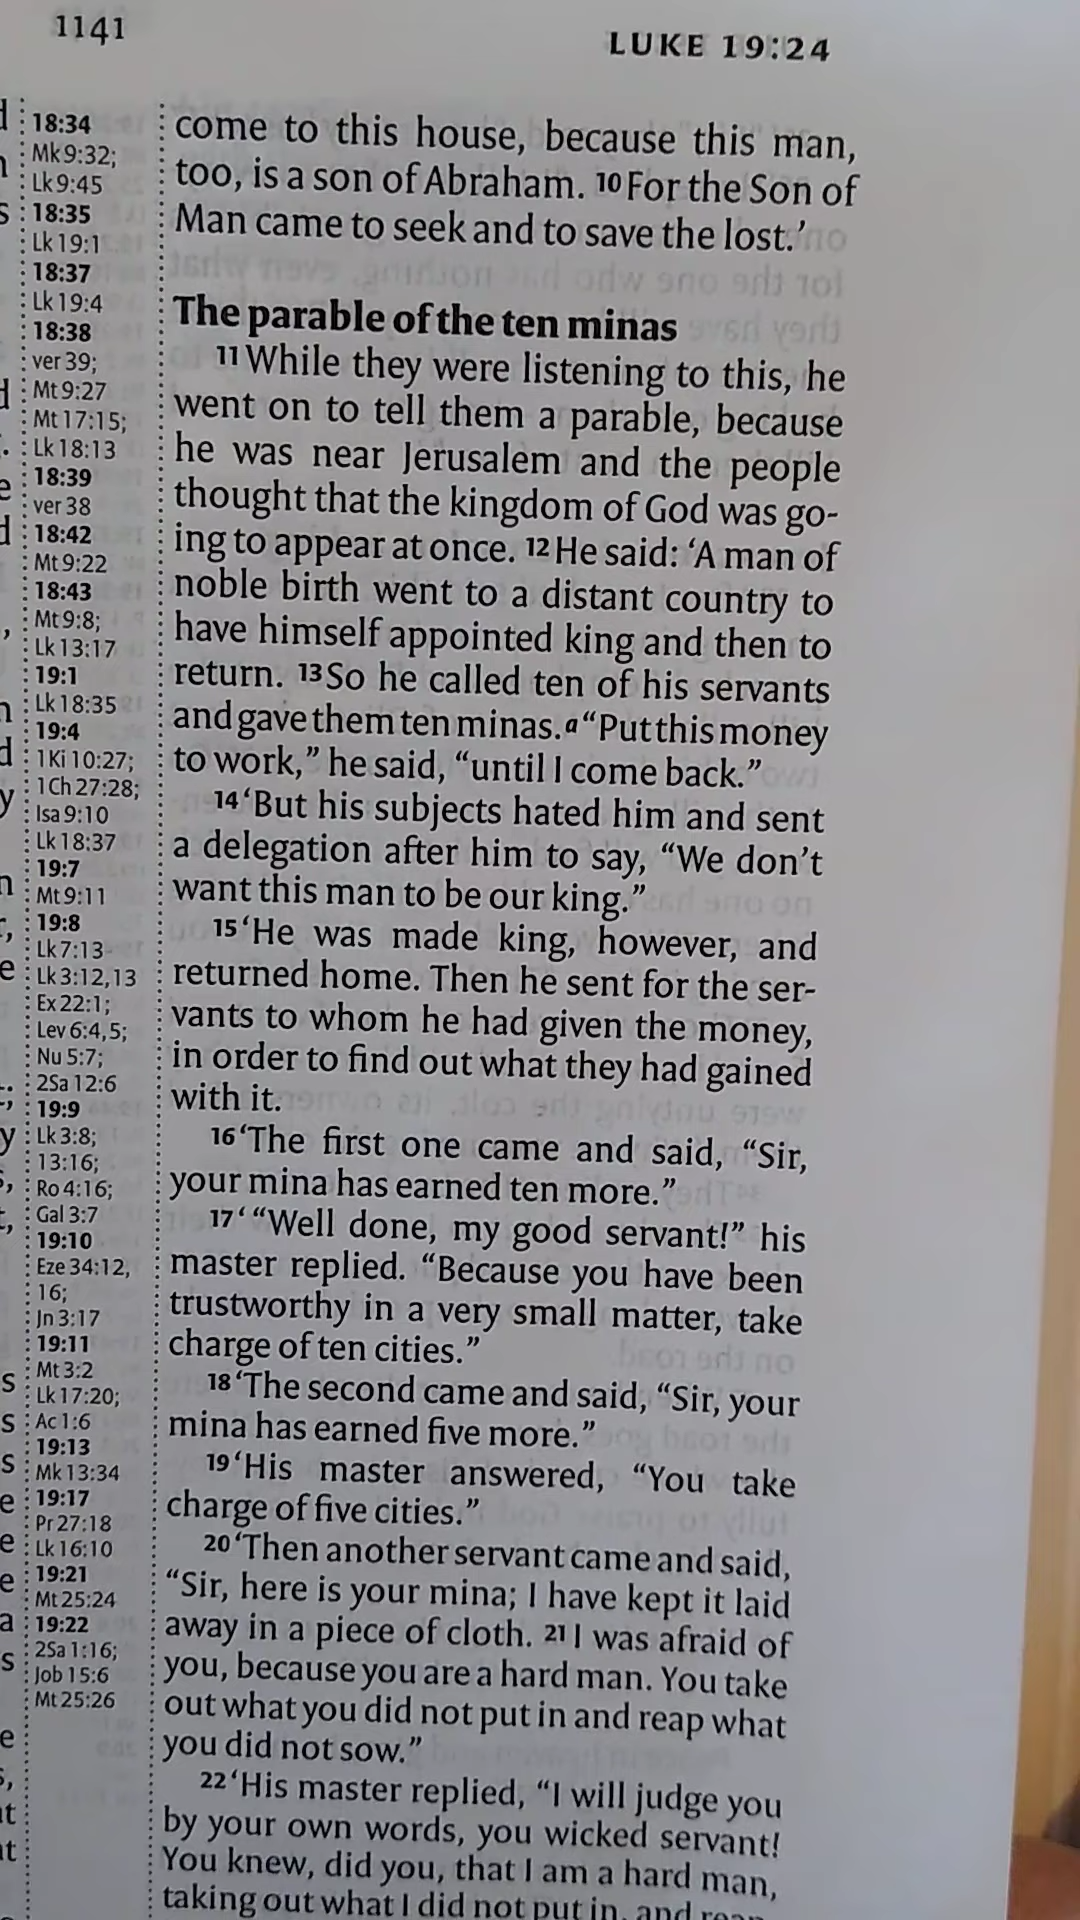 1141
LUKE 19:24
18:34
Mk 9:32;
Lk 9:45
18:35
Lk 19:1
18:37
Lk 19:4
18:38
ver 39;
Mt 9:27
Mt 17:15;
Lk 18:13
18:39
ver 38
18:42
Mt 9:22
18:43
Mt 9:8;
Lk 13:17
19:1
Lk 18:35
19:4
1Ki 10:27;
1Ch 27:28;
Isa 9:10
Lk 18:37
19:7
Mt 9:11
19:8
Lk 7:13
Lk 3:12,13
Ex 22:1;
Lev 6:4,5;
Nu 5:7;
2Sa 12:6
19:9
Lk 3:8;
13:16;
Ro 4:16;
Gal 3:7
19:10
Eze 34:12,
16;
Jn 3:17
19:11
Mt 3:2
Lk 17:20;
Ac 1:6
19:13
Mk 13:34
19:17
Pr 27:18
Lk 16:10
19:21
Mt 25:24
19:22
2Sa 1:16;
Job 15:6
Mt 25:26
come to this house, because this man,
too, is a son of Abraham. 10 For the Son of
Man came to seek and to save the lost.’
The parable of the ten minas
11 While they were listening to this, he
went on to tell them a parable, because
he was near Jerusalem and the people
thought that the kingdom of God was go-
ing to appear at once. 12 He said: ‘A man of
noble birth went to a distant country to
have himself appointed king and then to
return. 13 So he called ten of his servants
and gave them ten minas.a “Put this money
to work,” he said, “until I come back.”
14 ‘But his subjects hated him and sent
a delegation after him to say, “We don’t
want this man to be our king.”
15 ‘He was made king, however, and
returned home. Then he sent for the ser-
vants to whom he had given the money,
in order to find out what they had gained
with it.
16 ‘The first one came and said, “Sir,
your mina has earned ten more.”
17 ‘ “Well done, my good servant!” his
master replied. “Because you have been
trustworthy in a very small matter, take
charge of ten cities.”
18 ‘The second came and said, “Sir, your
mina has earned five more.”
19 ‘His master answered, “You take
charge of five cities.”
20 ‘Then another servant came and said,
“Sir, here is your mina; I have kept it laid
away in a piece of cloth. 21 I was afraid of
you, because you are a hard man. You take
out what you did not put in and reap what
you did not sow.”
22 ‘His master replied, “I will judge you
by your own words, you wicked servant!
You knew, did you, that I am a hard man,
taking out what I did not put in, and